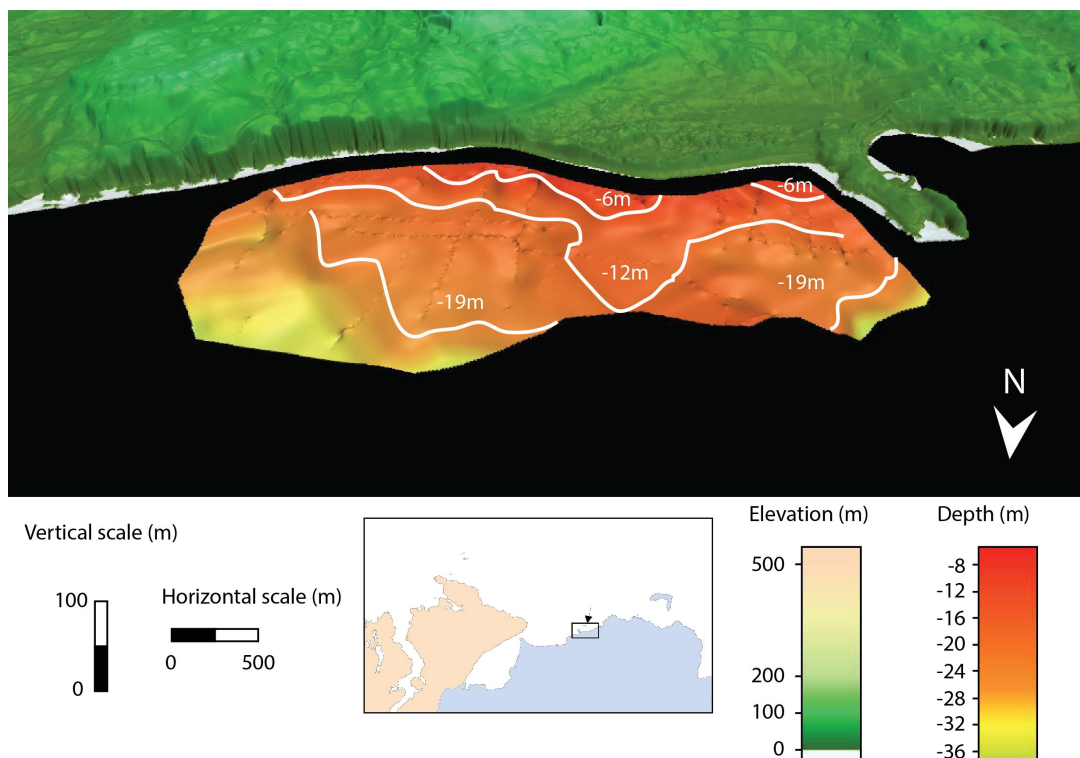 -6m
-6m
-12m
-19m
-19m
N
Vertical scale (m)
100
0
Horizontal scale (m)
0 500
Elevation (m)
500
200
100
0
Depth (m)
-8
-12
-16
-20
-24
-28
-32
-36